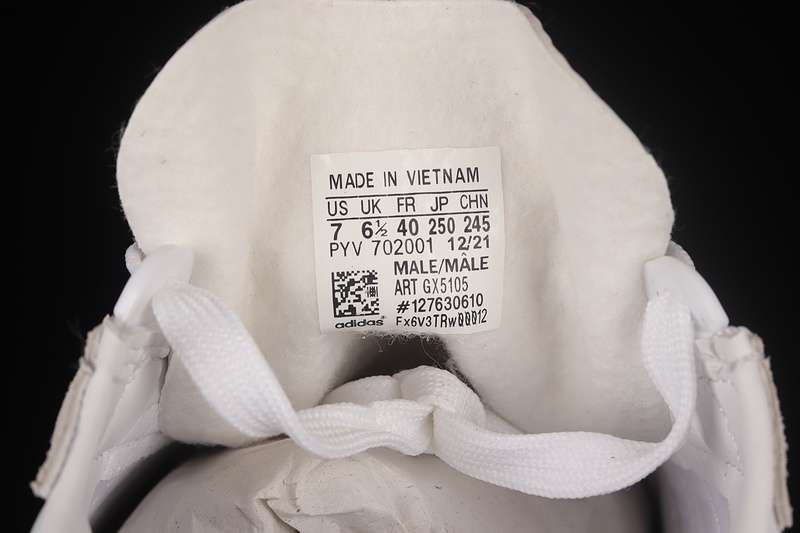 MADE IN VIETNAM
US UK FR JP CHN
7 6½ 40 250 245
PYV 702001 12/21
MALE/MÂLE
ART GX5105
#127630610
adidas